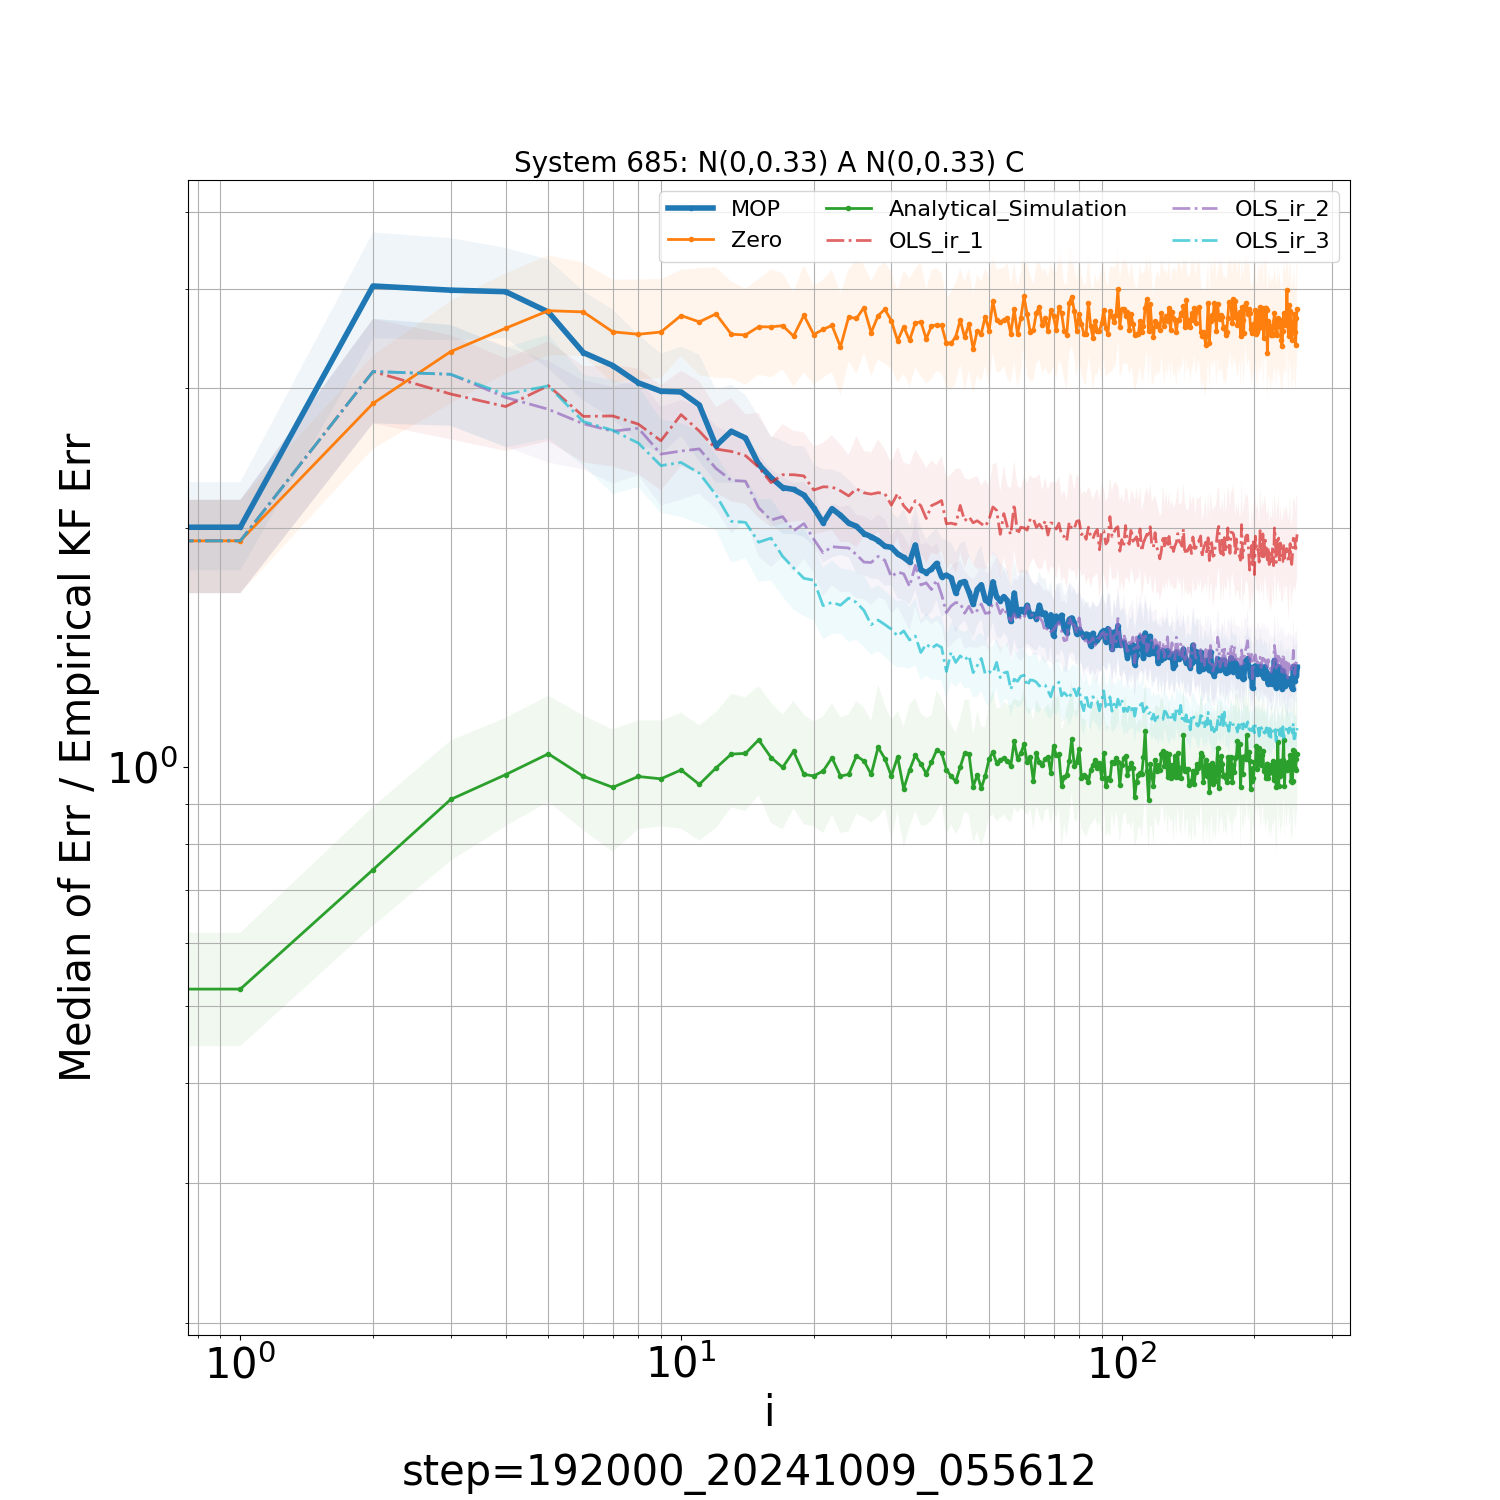 System 685: N(0,0.33) A N(0,0.33) C
MOP
Zero
Analytical_Simulation
OLS_ir_1
OLS_ir_2
OLS_ir_3
Median of Err / Empirical KF Err
10⁰
10⁰ 10¹ 10²
i
step=192000_20241009_055612